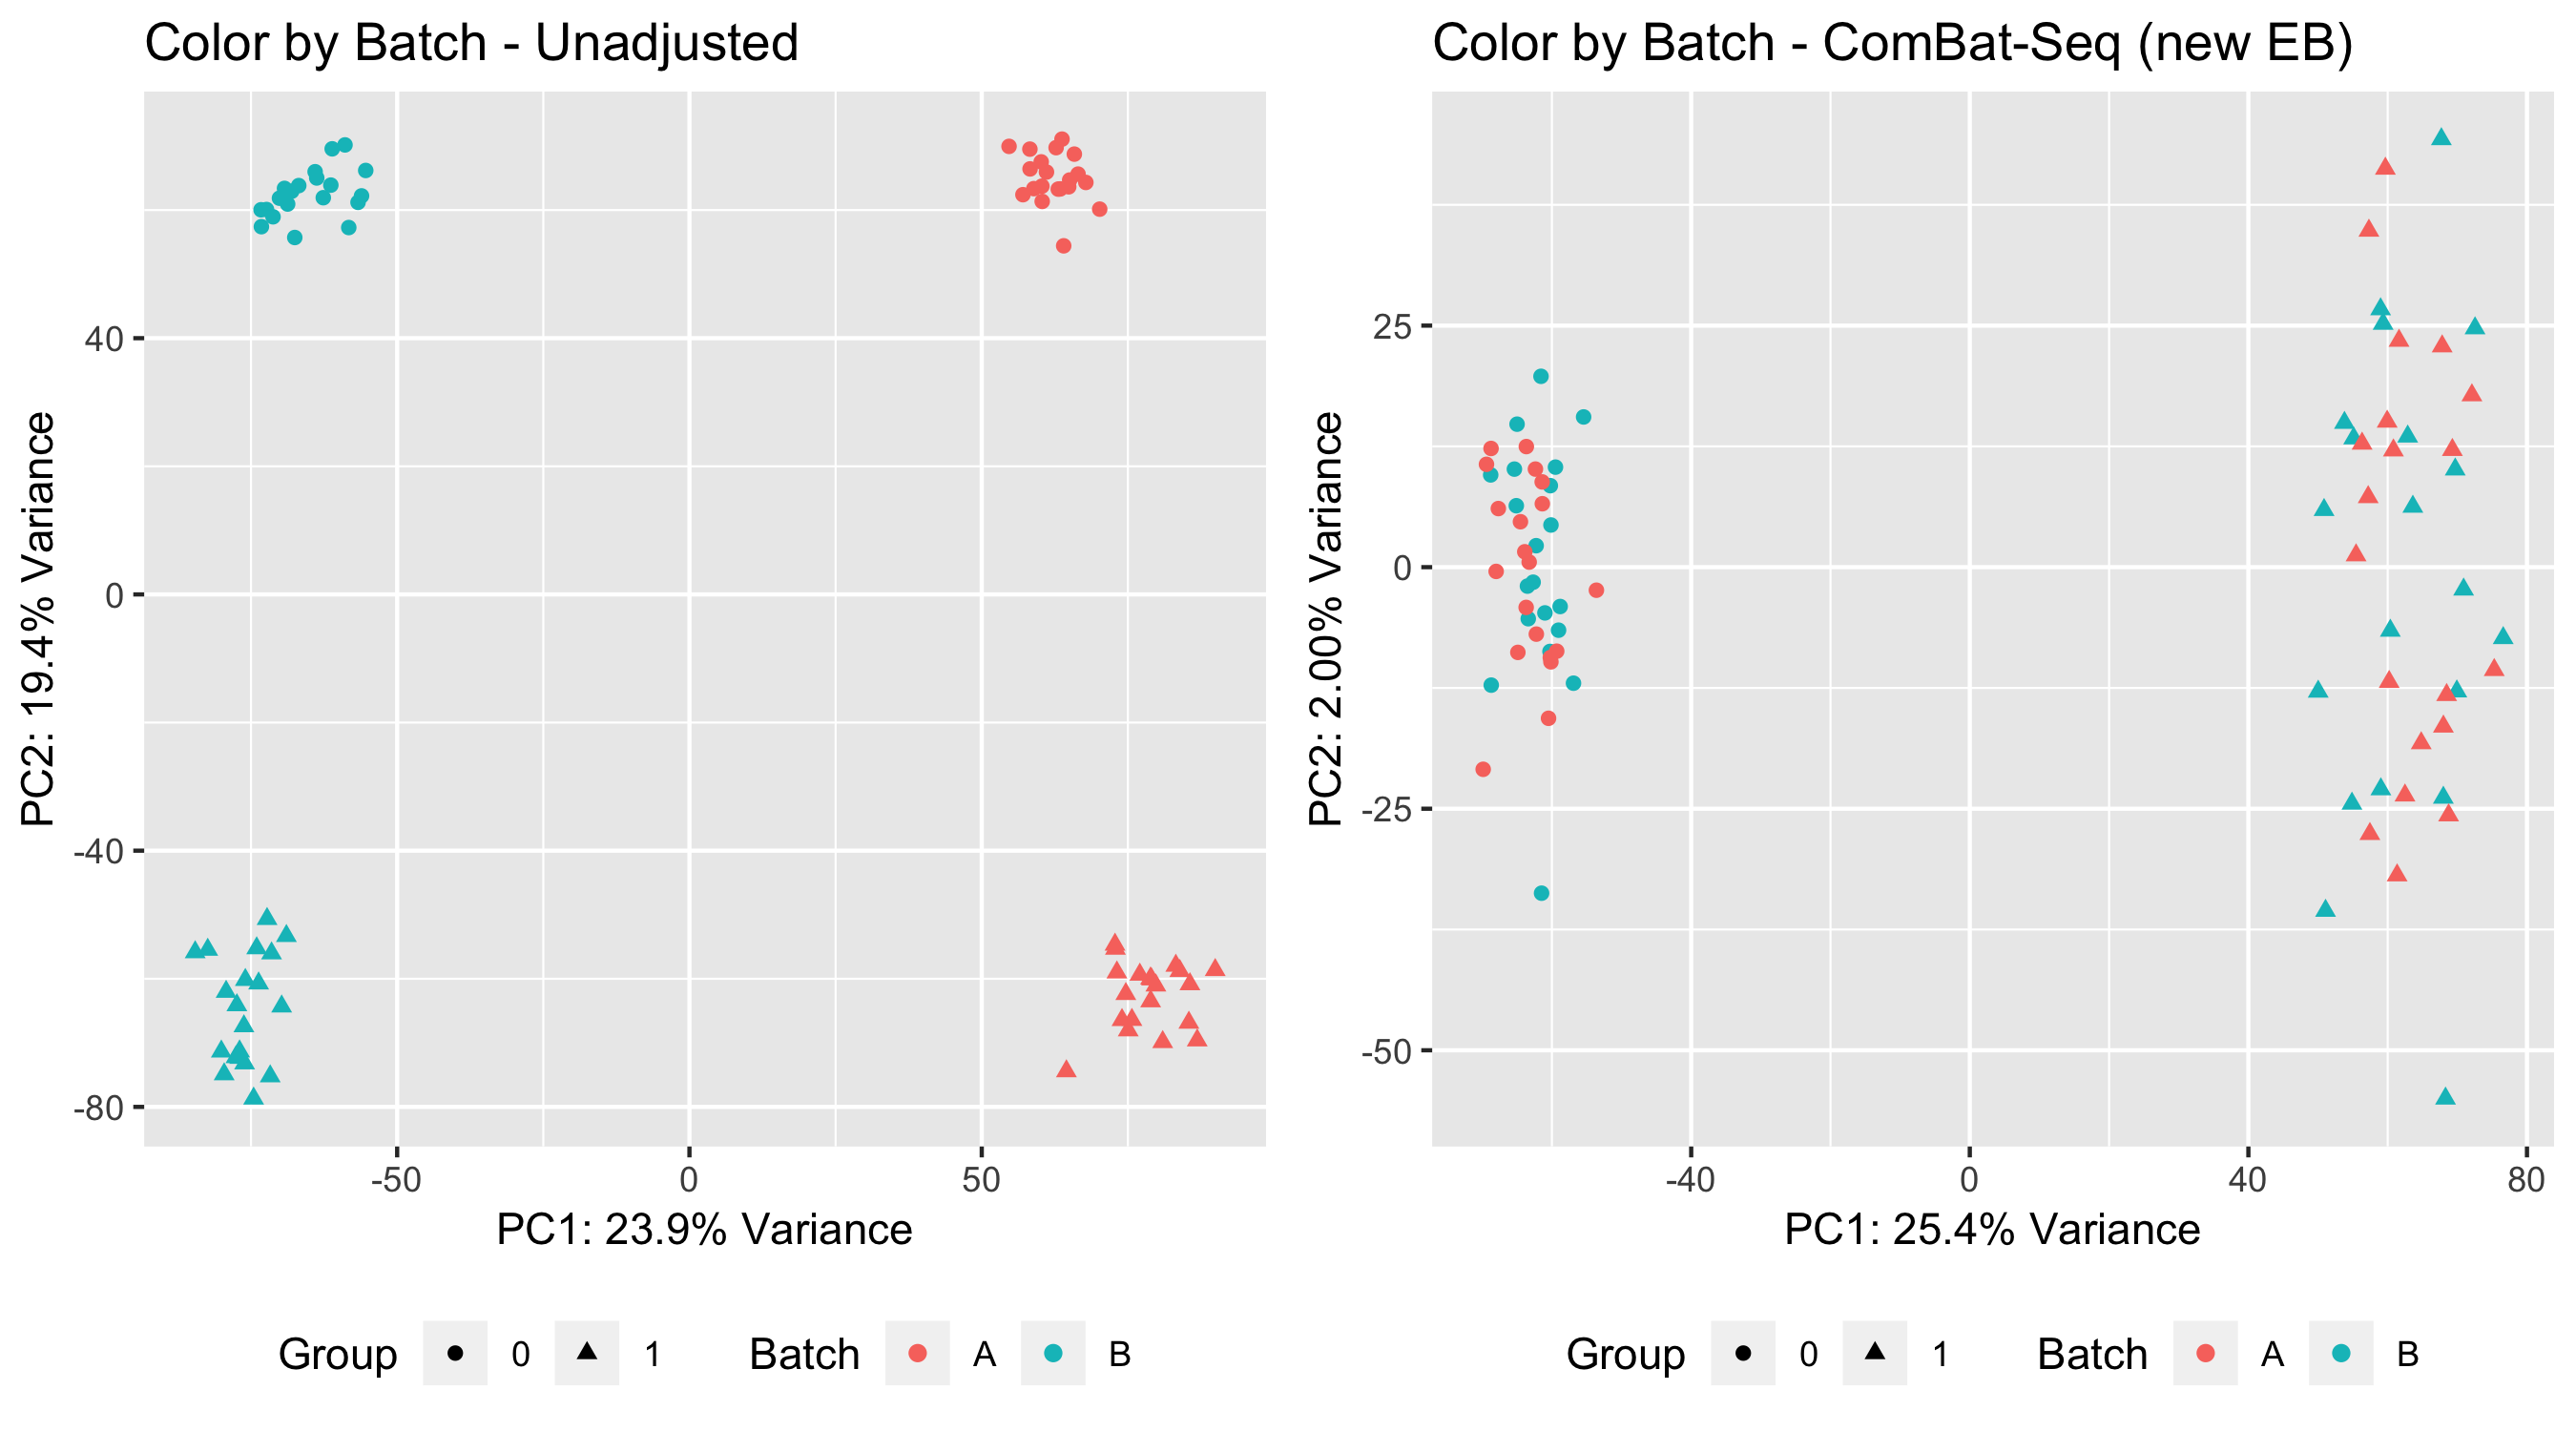 Color by Batch - Unadjusted
PC2: 19.4% Variance
40
0
-40
-80
-50
0
50
PC1: 23.9% Variance
Group 0 1 Batch A B
Color by Batch - ComBat-Seq (new EB)
PC2: 2.00% Variance
25
0
-25
-50
-40
0
40
80
PC1: 25.4% Variance
Group 0 1 Batch A B